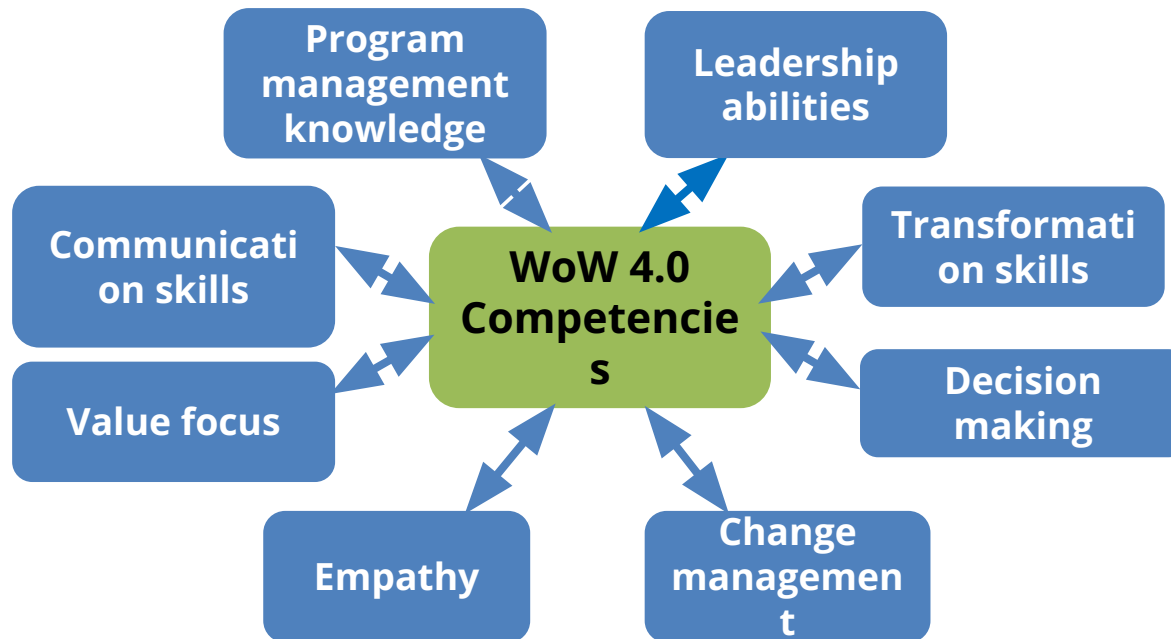 Program
management
knowledge
Leadership
abilities
Communicati
on skills
WoW 4.0
Competencie
s
Transformati
on skills
Value focus
Decision
making
Empathy
Change
managemen
t